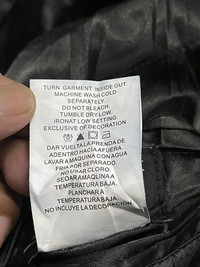 TURN GARMENT INSIDE OUT.
MACHINE WASH COLD
SEPARATELY.
DO NOT BLEACH.
TUMBLE DRY LOW.
IRONAT LOW SETTING.
EXCLUSIVE OF DECORATION.
DAR VUELTA LA PRENDA DE
ADENTRO HACIA AFUERA.
LAVAR A MAQUINA CON AGUA
FRIA POR SEPARADO.
NO USAR CLORO.
SECAR A MAQUINA A
TEMPERATURA BAJA.
PLANCHAR A
TEMPERATURA BAJA.
NO INCLUYE LA DECORACION